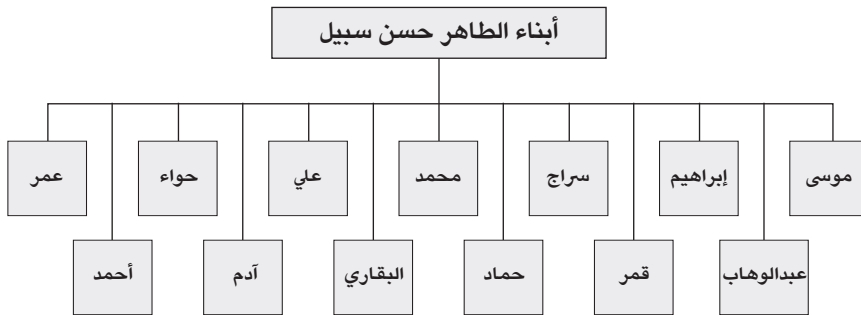 أبناء الطاهر حسن سبيل
موسى
إبراهيم
سراج
محمد
علي
حواء
عمر
عبدالوهاب
قمر
حماد
البقاري
آدم
أحمد